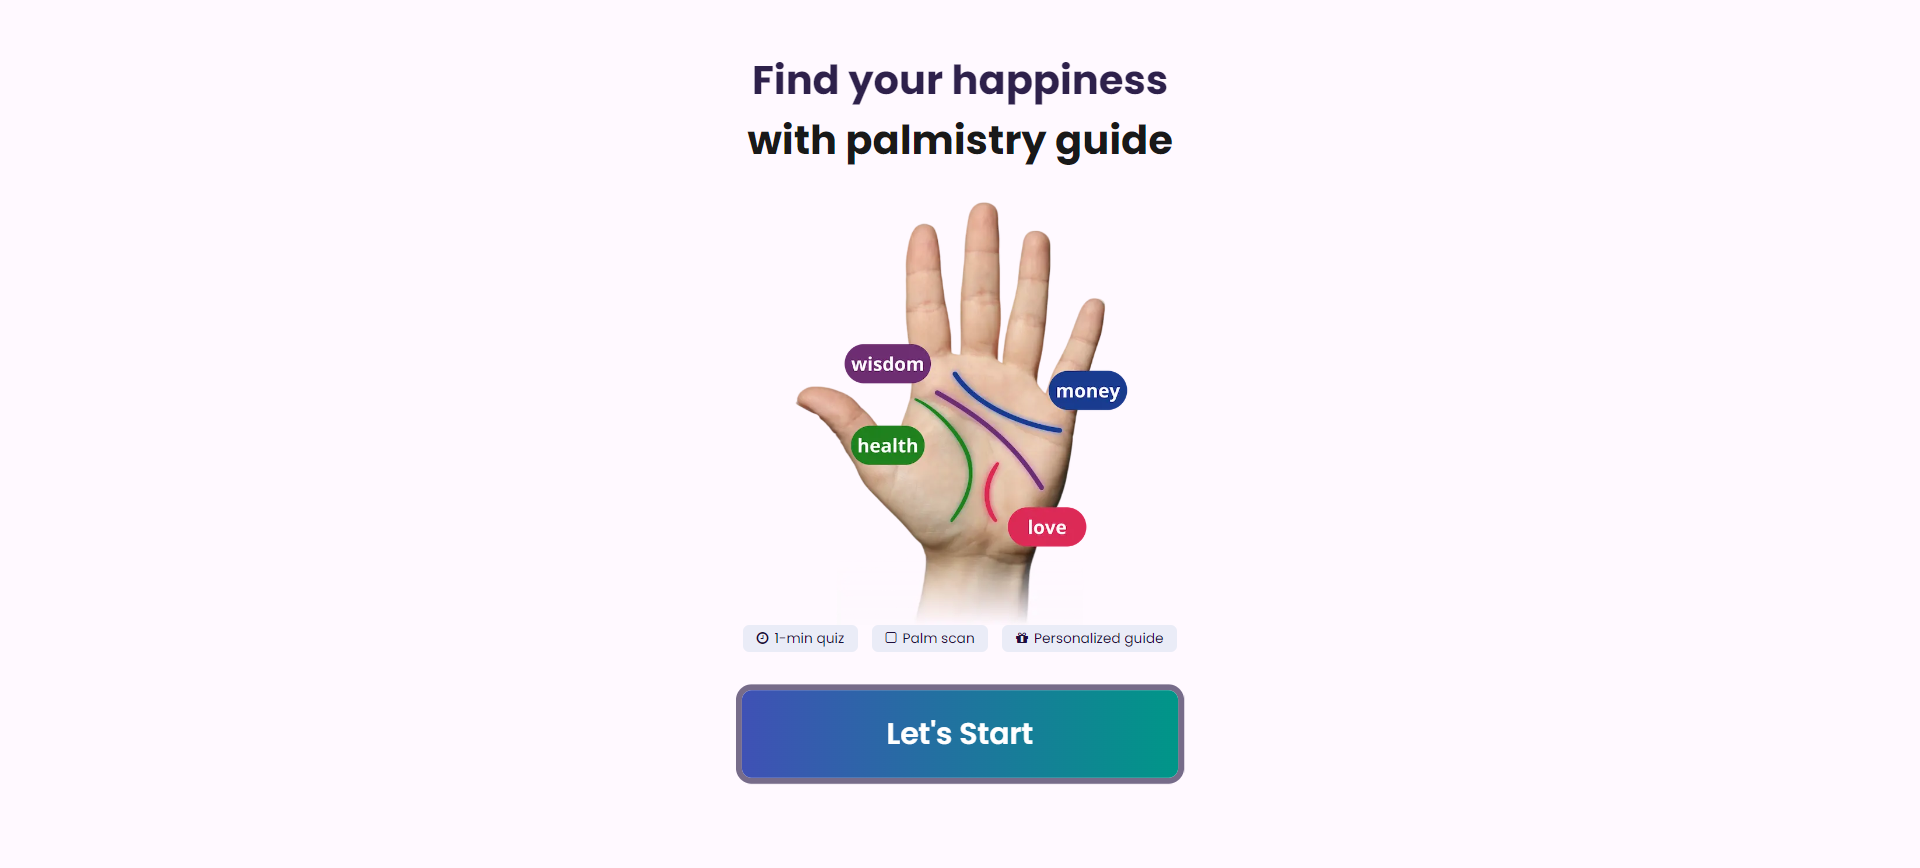 Find your happiness
with palmistry guide
wisdom
money
health
love
1-min quiz
Palm scan
Personalized guide
Let's Start